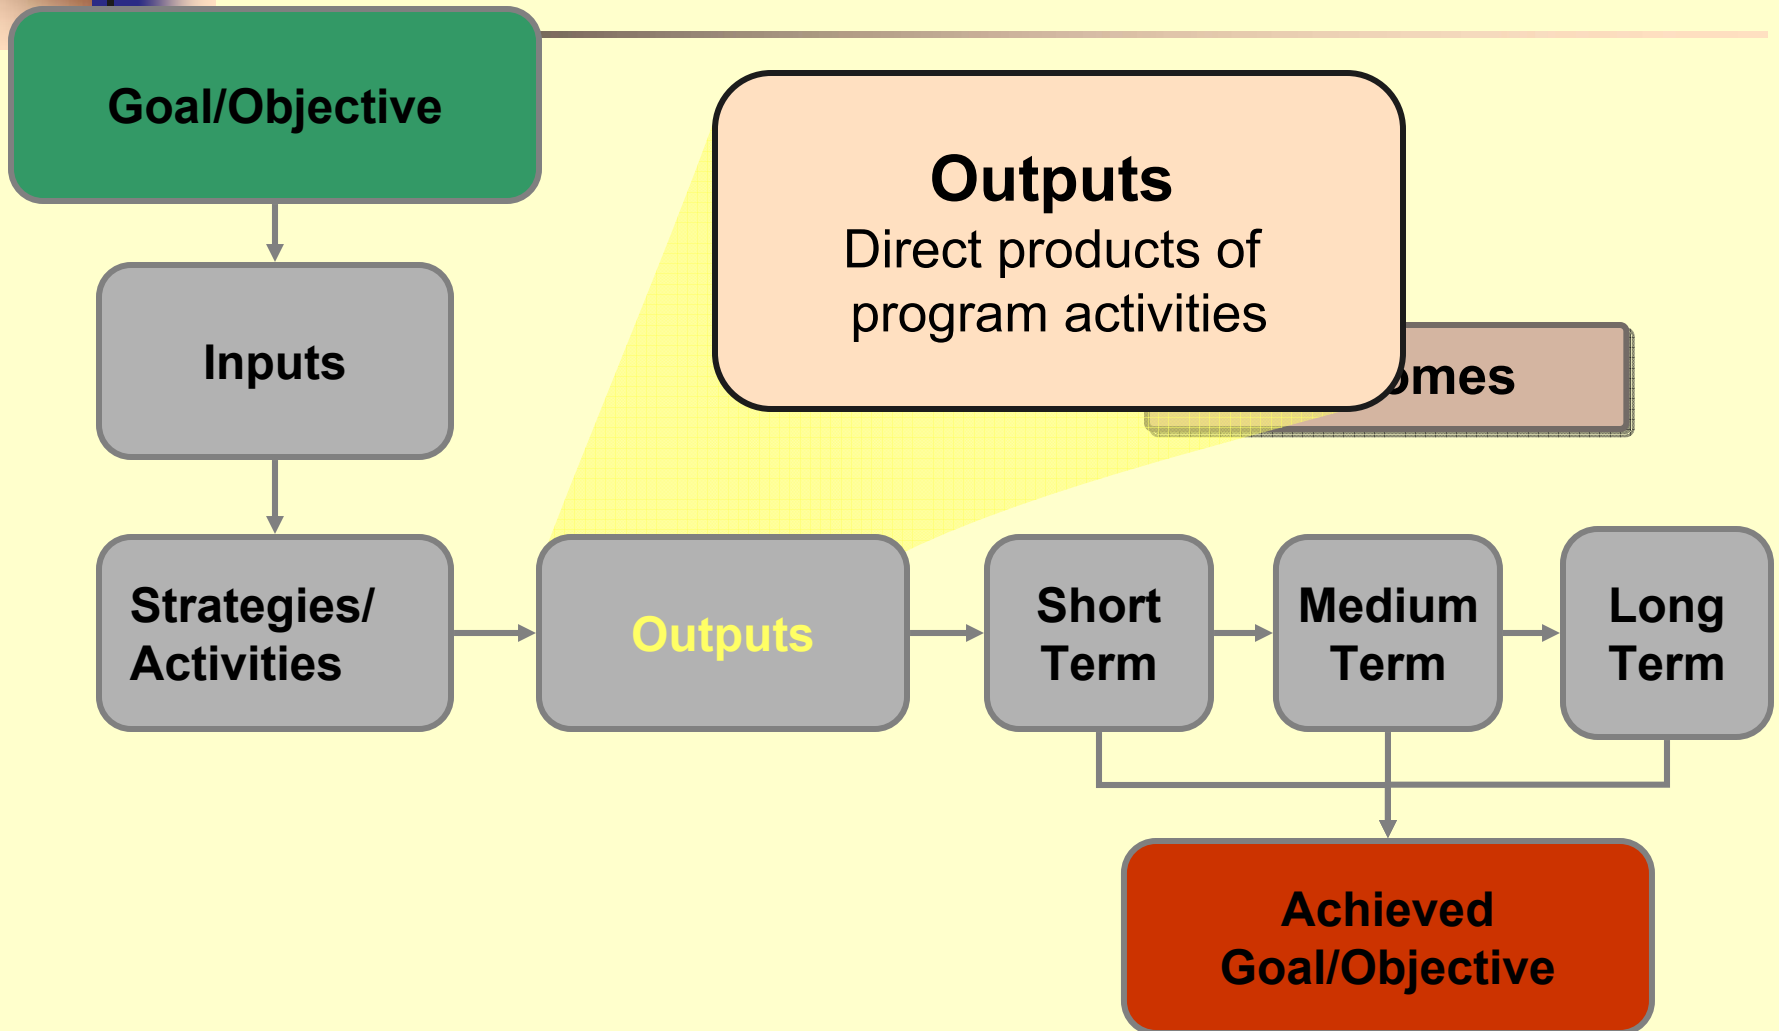 Goal/Objective
Outputs
Direct products of
program activities
Inputs
omes
Strategies/
Activities
Outputs
Short
Term
Medium
Term
Long
Term
Achieved
Goal/Objective